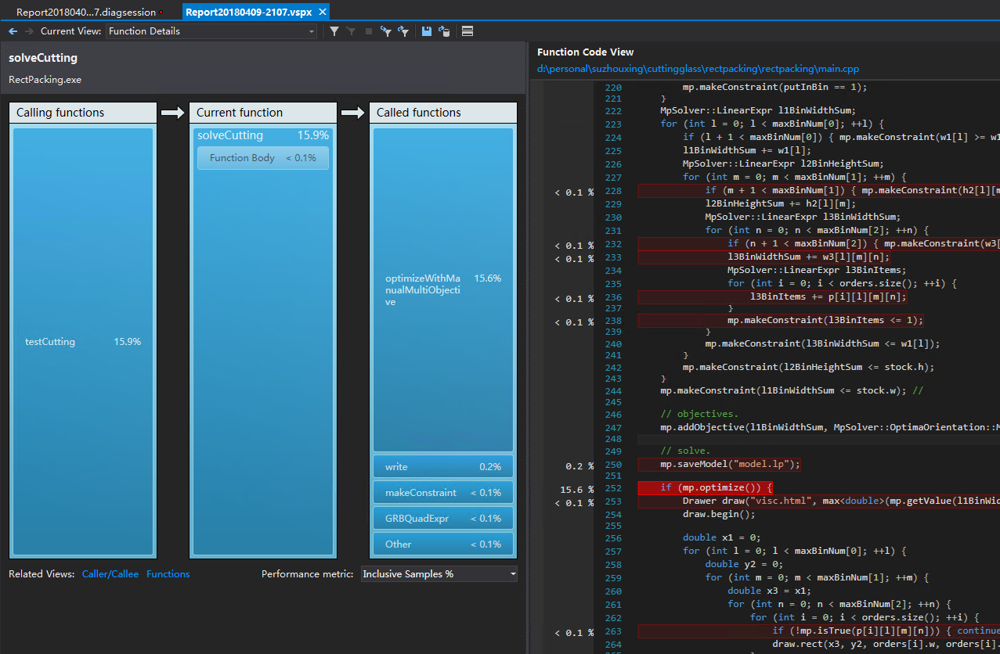 Report2018040...7.diagsession
Report20180409-2107.vspx
Current View: Function Details
solveCutting
RectPacking.exe
Calling functions
Current function
Called functions
testCutting 15.9%
solveCutting 15.9%
Function Body < 0.1%
optimizeWithMa
nualMultiObjecti
ve
15.6%
write 0.2%
makeConstraint < 0.1%
GRBQuadExpr < 0.1%
Other < 0.1%
Related Views: Caller/Callee Functions
Performance metric: Inclusive Samples %
Function Code View
d:\personal\suzhouxing\cuttingglass\rectpacking\rectpacking\main.cpp
220 mp.makeConstraint(putInBin == 1);
221 }
222 MpSolver::LinearExpr l1BinWidthSum;
223 for (int l = 0; l < maxBinNum[0]; ++l) {
224 if (l + 1 < maxBinNum[0]) { mp.makeConstraint(w1[l] >= w1
225 l1BinWidthSum += w1[l];
226 MpSolver::LinearExpr l2BinHeightSum;
227 for (int m = 0; m < maxBinNum[1]; ++m) {
< 0.1 % 228 if (m + 1 < maxBinNum[1]) { mp.makeConstraint(h2[l][m
229 l2BinHeightSum += h2[l][m];
230 MpSolver::LinearExpr l3BinWidthSum;
231 for (int n = 0; n < maxBinNum[2]; ++n) {
< 0.1 % 232 if (n + 1 < maxBinNum[2]) { mp.makeConstraint(w3[
< 0.1 % 233 l3BinWidthSum += w3[l][m][n];
234 MpSolver::LinearExpr l3BinItems;
235 for (int i = 0; i < orders.size(); ++i) {
< 0.1 % 236 l3BinItems += p[i][l][m][n];
237 }
< 0.1 % 238 mp.makeConstraint(l3BinItems <= 1);
239 }
240 mp.makeConstraint(l3BinWidthSum <= w1[l]);
241 }
242 mp.makeConstraint(l2BinHeightSum <= stock.h);
243 }
244 mp.makeConstraint(l1BinWidthSum <= stock.w); //
245
246 // objectives.
247 mp.addObjective(l1BinWidthSum, MpSolver::OptimaOrientation::M
248
249 // solve.
0.2 % 250 mp.saveModel("model.lp");
251
15.6 % 252 if (mp.optimize()) {
< 0.1 % 253 Drawer draw("visc.html", max<double>(mp.getValue(l1BinWid
254 draw.begin();
255
256 double x1 = 0;
257 for (int l = 0; l < maxBinNum[0]; ++l) {
258 double y2 = 0;
259 for (int m = 0; m < maxBinNum[1]; ++m) {
260 double x3 = x1;
261 for (int n = 0; n < maxBinNum[2]; ++n) {
262 for (int i = 0; i < orders.size(); ++i) {
< 0.1 % 263 if (!mp.isTrue(p[i][l][m][n])) { continue
264 draw.rect(x3, y2, orders[i].w, orders[i].